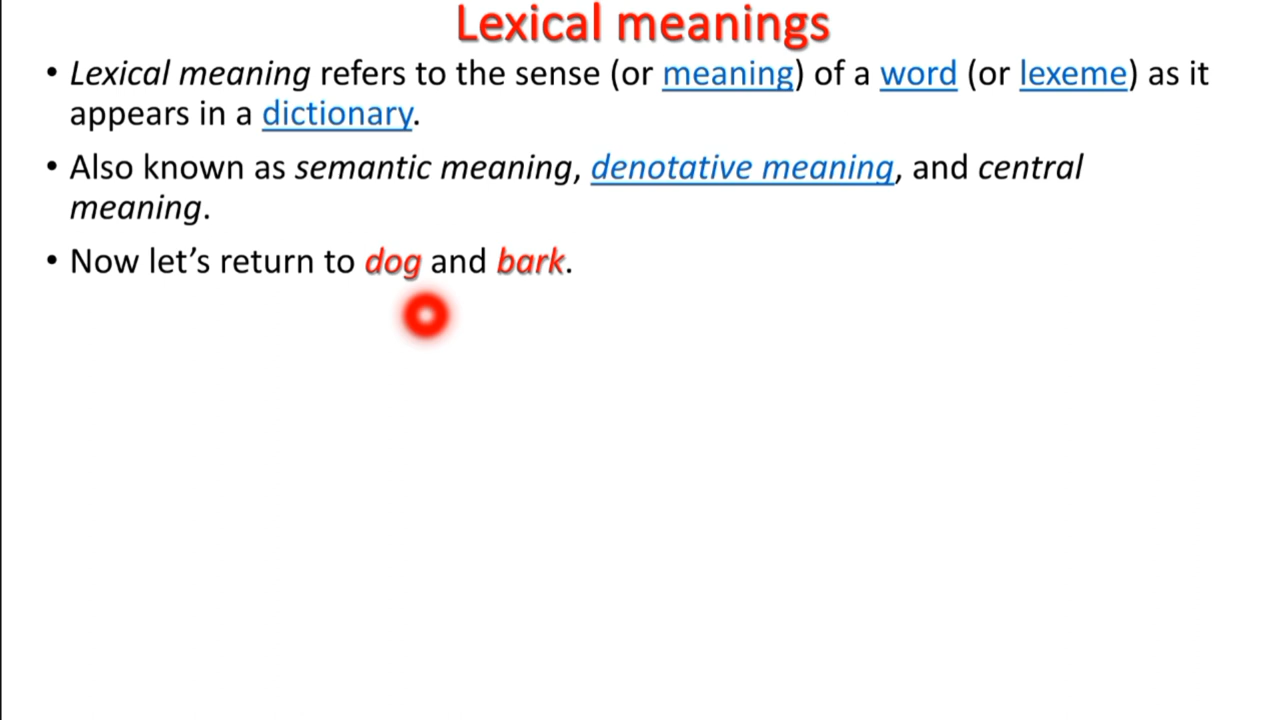 Lexical meanings
• Lexical meaning refers to the sense (or meaning) of a word (or lexeme) as it
appears in a dictionary.
• Also known as semantic meaning, denotative meaning, and central
meaning.
• Now let’s return to dog and bark.